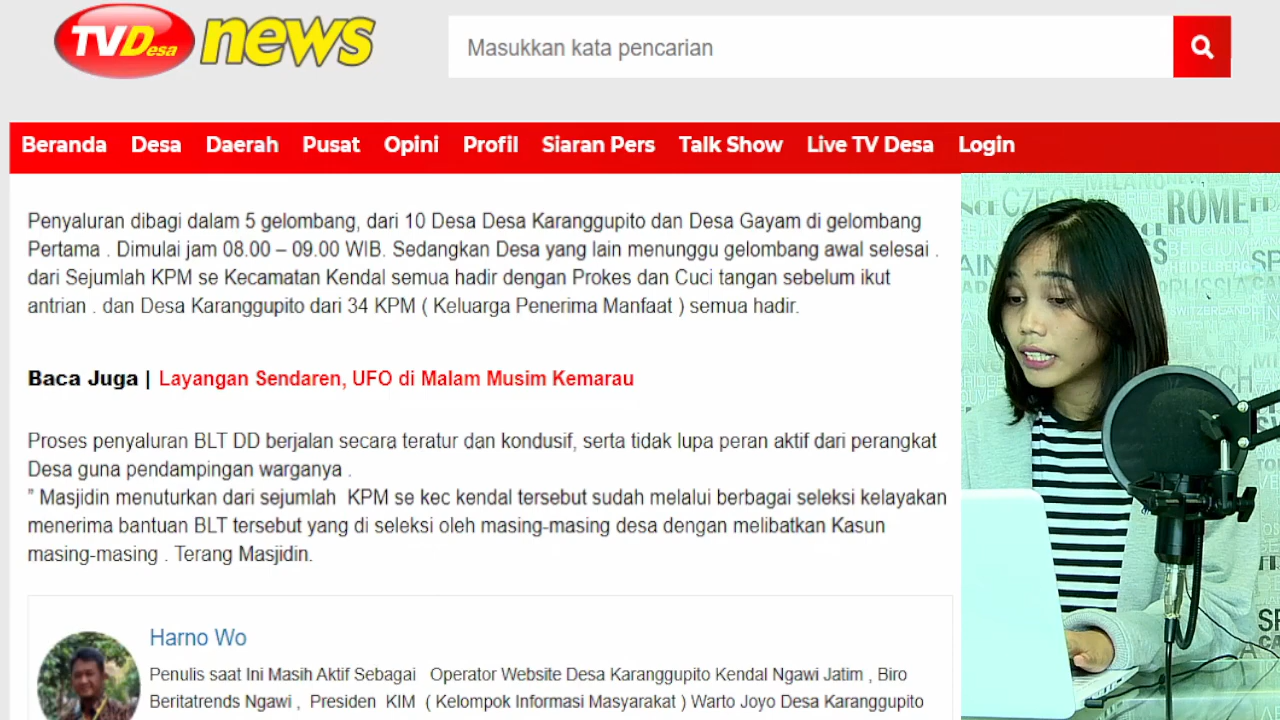 TVDesa news
Masukkan kata pencarian
Beranda Desa Daerah Pusat Opini Profil Siaran Pers Talk Show Live TV Desa Login
Penyaluran dibagi dalam 5 gelombang, dari 10 Desa Desa Karanggupito dan Desa Gayam di gelombang
Pertama . Dimulai jam 08.00 – 09.00 WIB. Sedangkan Desa yang lain menunggu gelombang awal selesai .
dari Sejumlah KPM se Kecamatan Kendal semua hadir dengan Prokes dan Cuci tangan sebelum ikut
antrian . dan Desa Karanggupito dari 34 KPM ( Keluarga Penerima Manfaat ) semua hadir.
Baca Juga | Layangan Sendaren, UFO di Malam Musim Kemarau
Proses penyaluran BLT DD berjalan secara teratur dan kondusif, serta tidak lupa peran aktif dari perangkat
Desa guna pendampingan warganya .
” Masjidin menuturkan dari sejumlah KPM se kec kendal tersebut sudah melalui berbagai seleksi kelayakan
menerima bantuan BLT tersebut yang di seleksi oleh masing-masing desa dengan melibatkan Kasun
masing-masing . Terang Masjidin.
Harno Wo
Penulis saat Ini Masih Aktif Sebagai Operator Website Desa Karanggupito Kendal Ngawi Jatim , Biro
Beritatrends Ngawi , Presiden KIM ( Kelompok Informasi Masyarakat ) Warto Joyo Desa Karanggupito
MILANO
CZECH
ROME
HEIDELBERG
RUSSIA